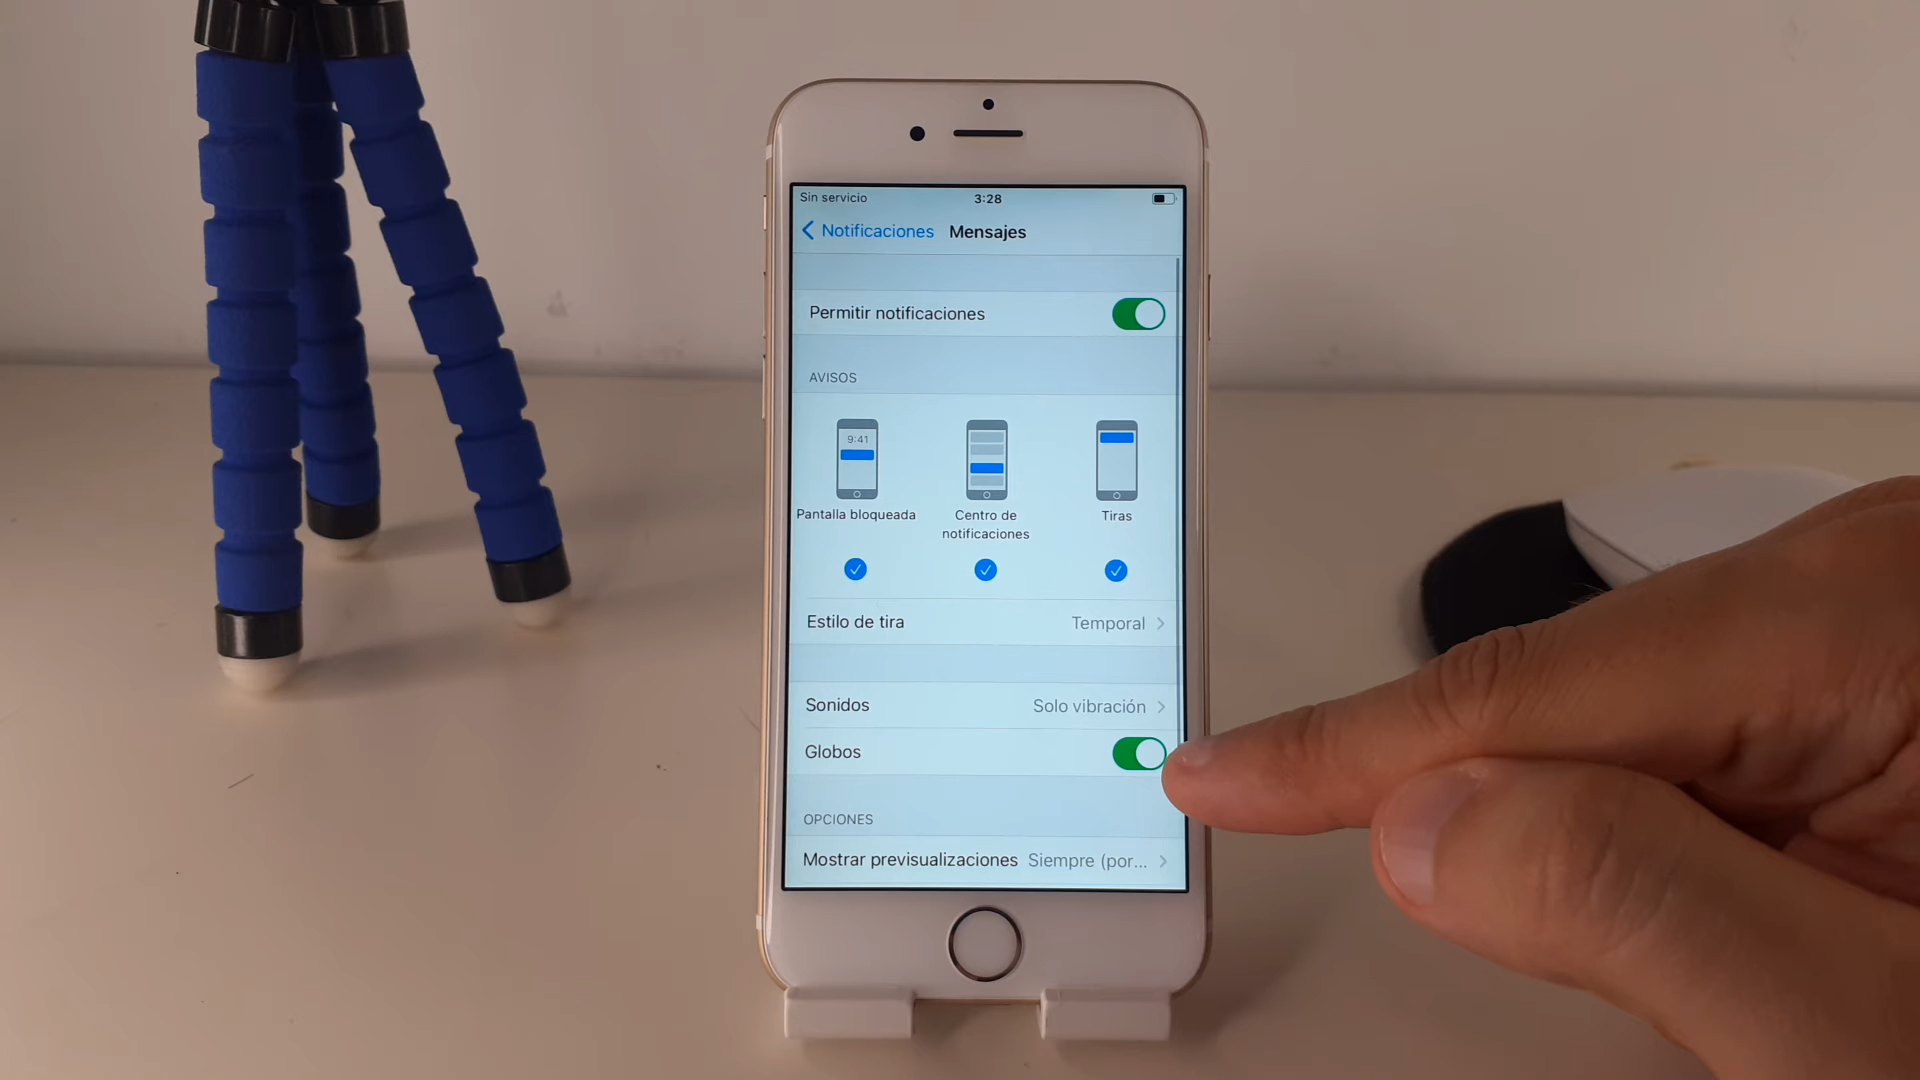 Sin servicio 3:28
Notificaciones Mensajes
Permitir notificaciones
AVISOS
9:41
Pantalla bloqueada
Centro de
notificaciones
Tiras
Estilo de tira Temporal
Sonidos Solo vibración
Globos
OPCIONES
Mostrar previsualizaciones Siempre (por...